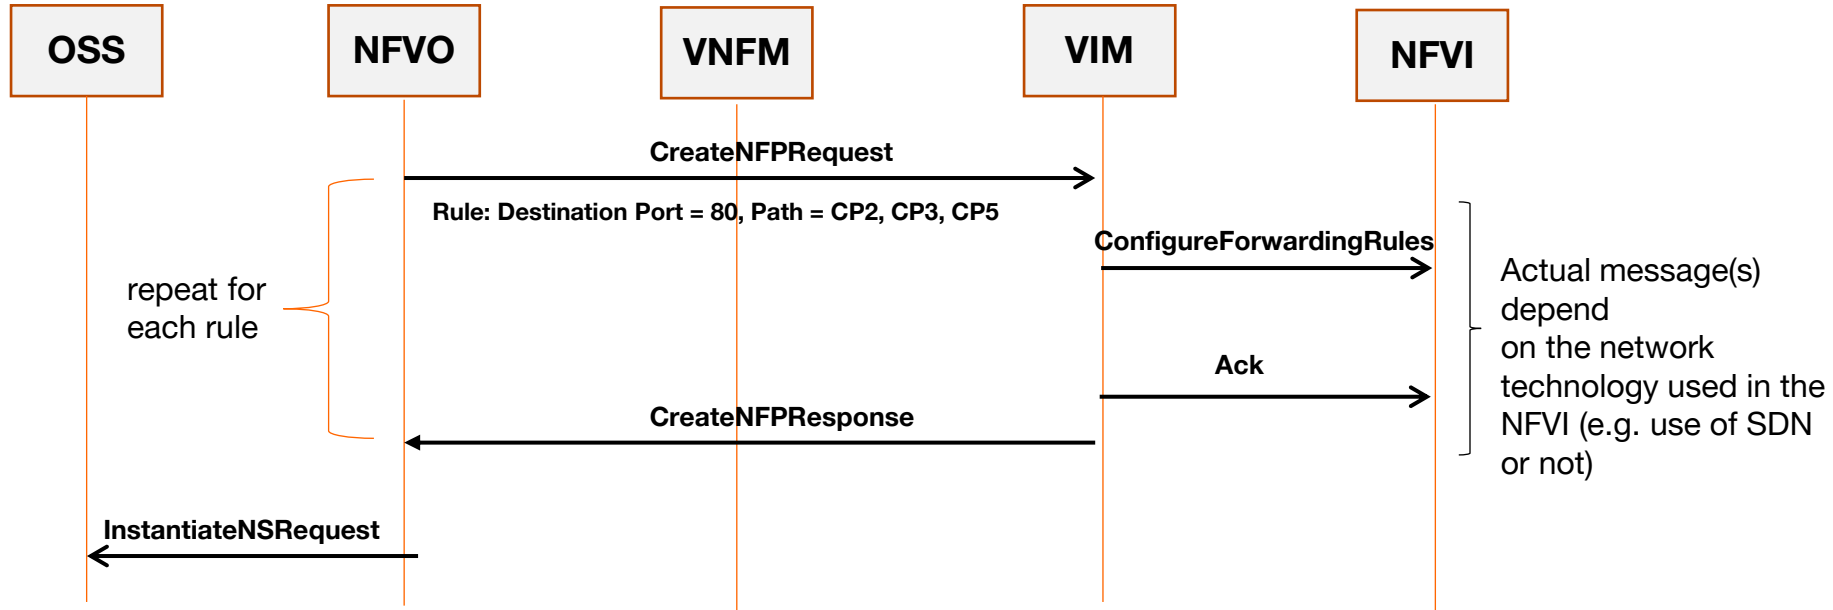 OSS
NFVO
VNFM
VIM
NFVI
CreateNFPRequest
Rule: Destination Port = 80, Path = CP2, CP3, CP5
ConfigureForwardingRules
repeat for
each rule
Actual message(s)
depend
on the network
technology used in the
NFVI (e.g. use of SDN
or not)
Ack
CreateNFPResponse
InstantiateNSRequest